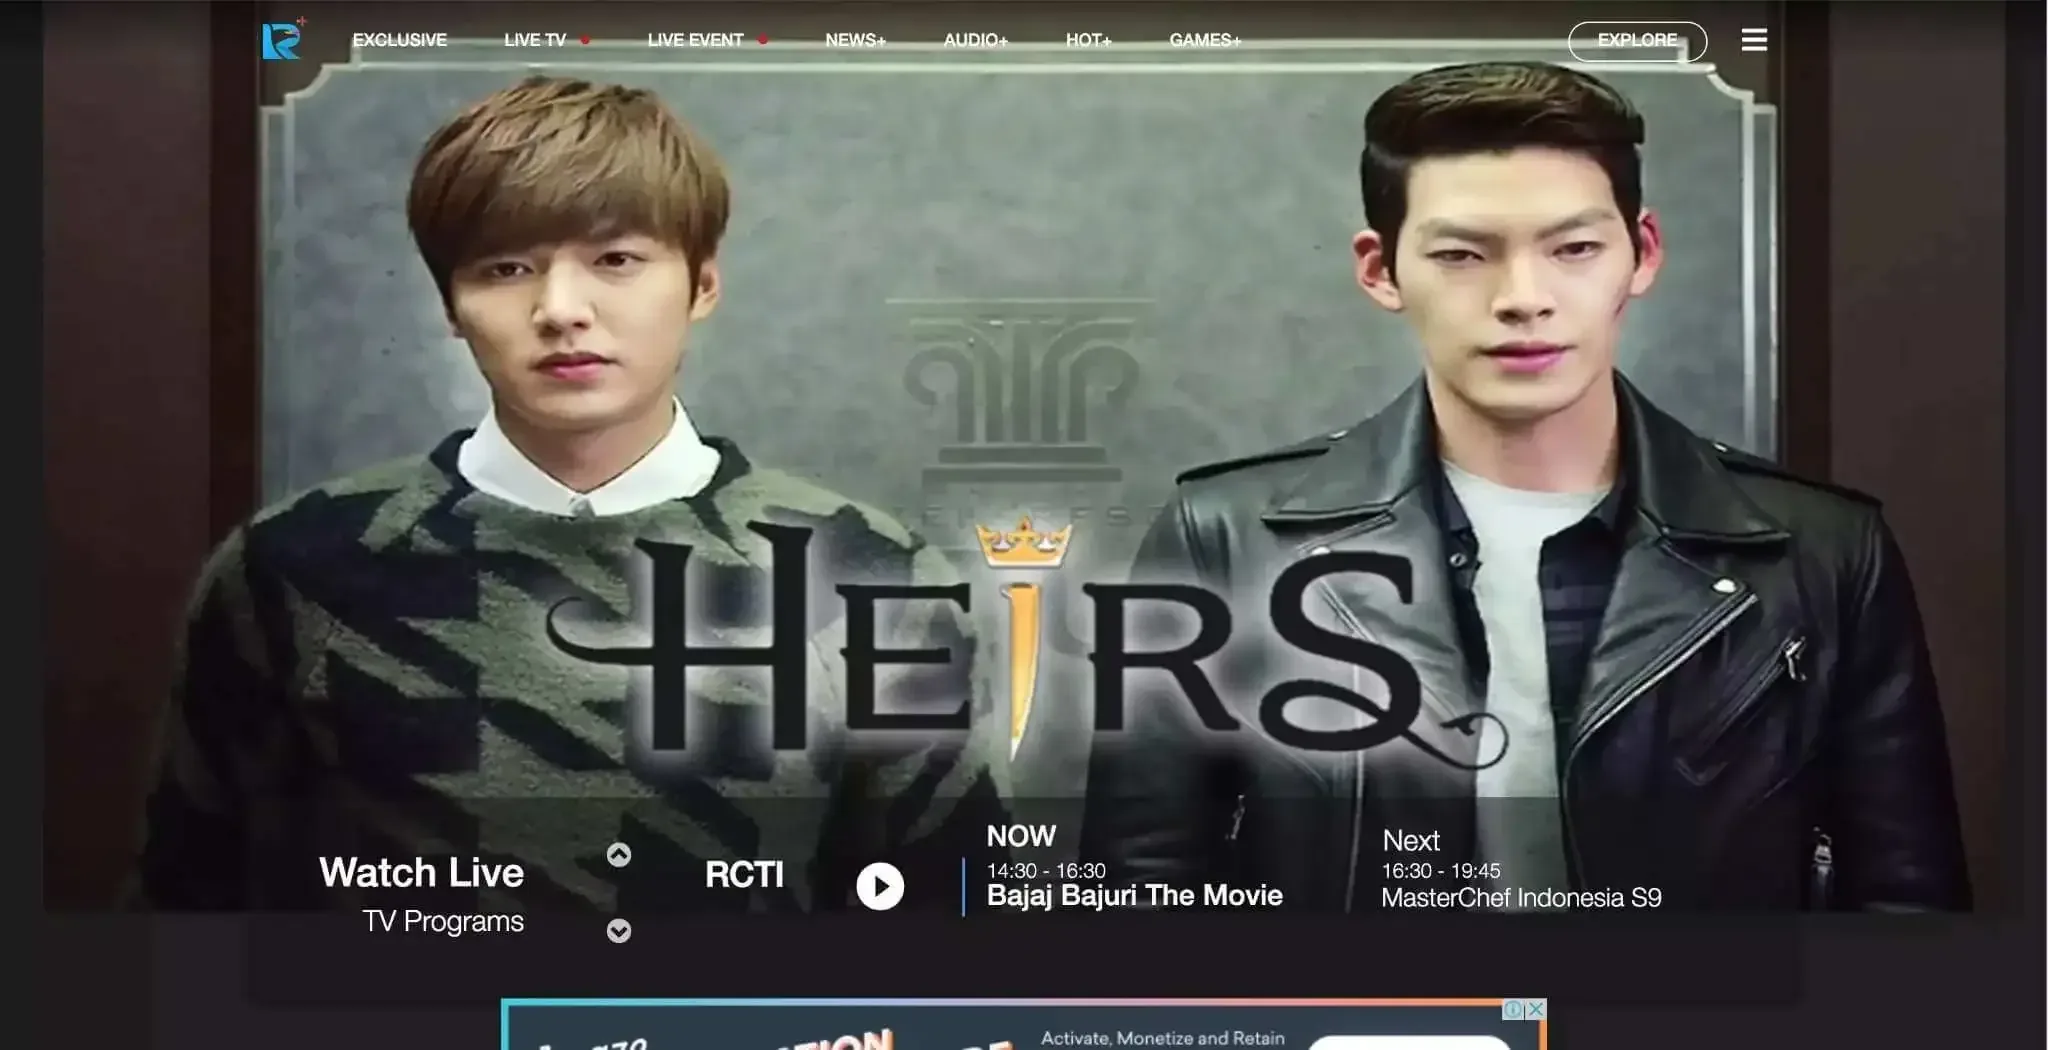 EXCLUSIVE LIVE TV LIVE EVENT NEWS+ AUDIO+ HOT+ GAMES+ EXPLORE
HEIRS
Watch Live
TV Programs
RCTI
NOW
14:30 - 16:30
Bajaj Bajuri The Movie
Next
16:30 - 19:45
MasterChef Indonesia S9
Activate, Monetize and Retain